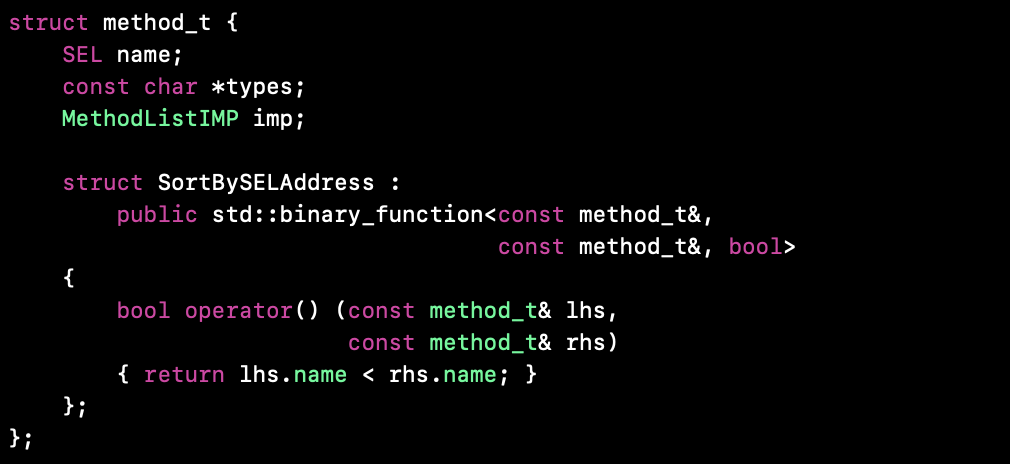 struct method_t {
    SEL name;
    const char *types;
    MethodListIMP imp;

    struct SortBySELAddress :
        public std::binary_function<const method_t&,
                                    const method_t&, bool>
    {
        bool operator() (const method_t& lhs,
                         const method_t& rhs)
        { return lhs.name < rhs.name; }
    };
};